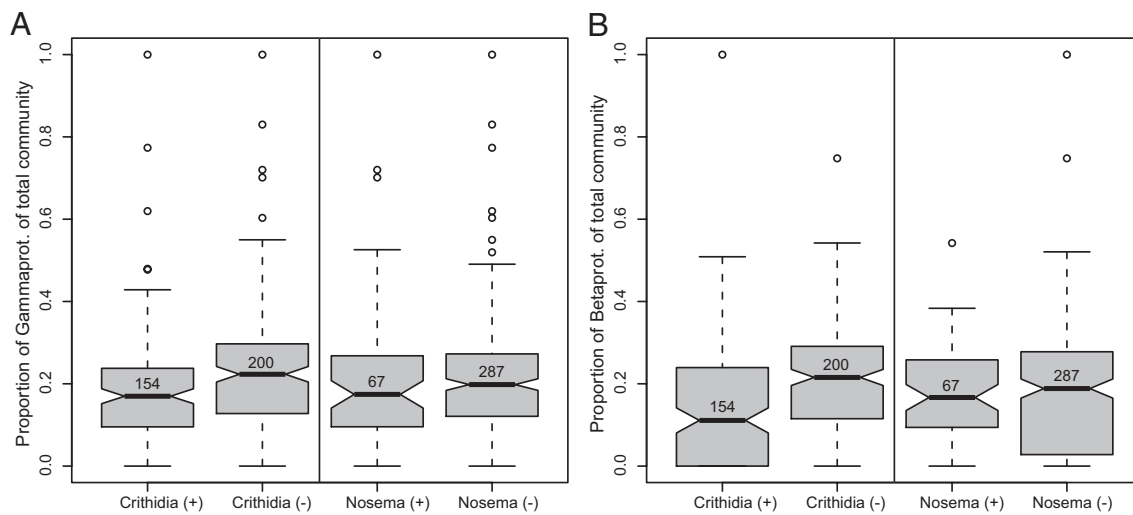 A
Proportion of Gammaprot. of total community
1.0
0.8
0.6
0.4
0.2
0.0
154
200
67
287
Crithidia (+)
Crithidia (-)
Nosema (+)
Nosema (-)
B
Proportion of Betaprot. of total community
1.0
0.8
0.6
0.4
0.2
0.0
154
200
67
287
Crithidia (+)
Crithidia (-)
Nosema (+)
Nosema (-)